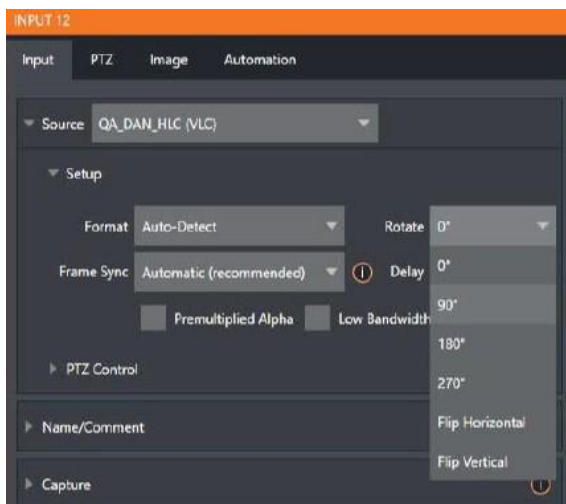 INPUT 12
Input PTZ Image Automation
Source QA_DAN_HLC (VLC)
Setup
Format Auto-Detect Rotate 0°
Frame Sync Automatic (recommended) Delay 0°
90°
Premultiplied Alpha Low Bandwidth
180°
PTZ Control
270°
Name/Comment Flip Horizontal
Flip Vertical
Capture